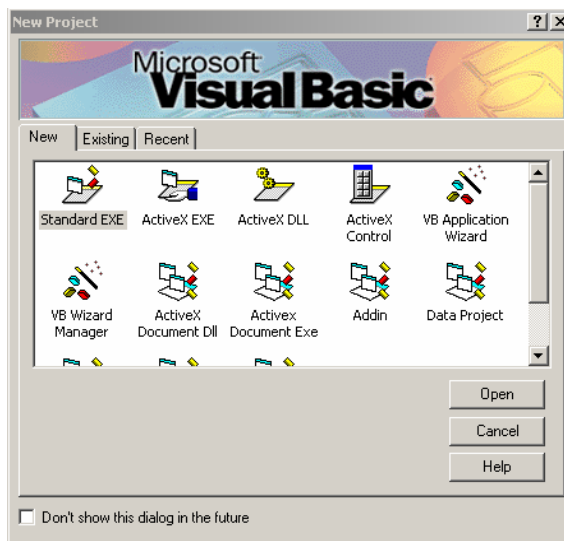 New Project
Microsoft
Visual Basic
New Existing Recent
Standard EXE ActiveX EXE ActiveX DLL ActiveX Control VB Application Wizard
VB Wizard Manager ActiveX Document Dll Activex Document Exe Addin Data Project
Open
Cancel
Help
Don't show this dialog in the future